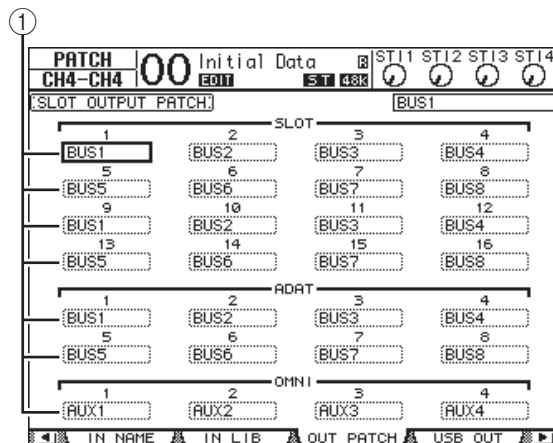 1
PATCH
CH4-CH4
00 Initial Data R
EDIT ST 48K
STI1 STI2 STI3 STI4
SLOT OUTPUT PATCH
BUS1
SLOT
1 2 3 4
BUS1 BUS2 BUS3 BUS4
5 6 7 8
BUS5 BUS6 BUS7 BUS8
9 10 11 12
BUS1 BUS2 BUS3 BUS4
13 14 15 16
BUS5 BUS6 BUS7 BUS8
ADAT
1 2 3 4
BUS1 BUS2 BUS3 BUS4
5 6 7 8
BUS5 BUS6 BUS7 BUS8
OMNI
1 2 3 4
AUX1 AUX2 AUX3 AUX4
IN NAME IN LIB OUT PATCH USB OUT